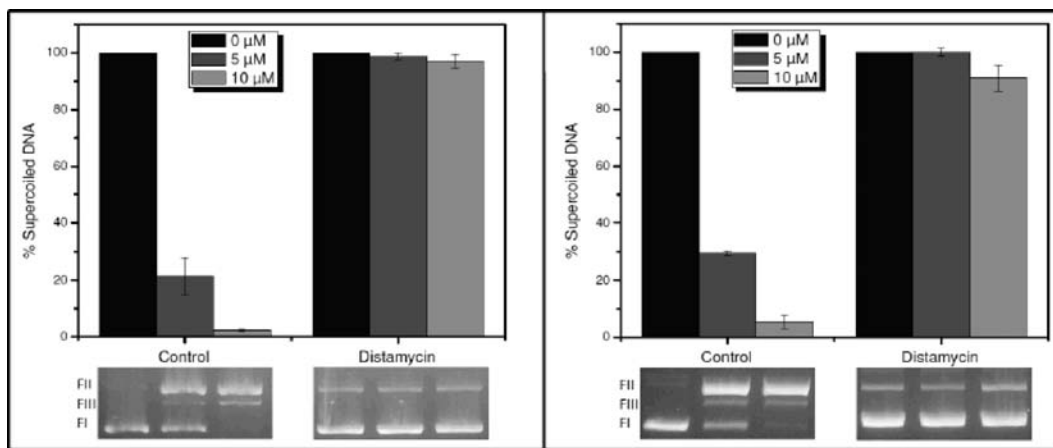 0 µM
5 µM
10 µM
100
80
60
40
20
0
% Supercoiled DNA
Control
Distamycin
FII
FIII
FI
0 µM
5 µM
10 µM
100
80
60
40
20
0
% Supercoiled DNA
Control
Distamycin
FII
FIII
FI